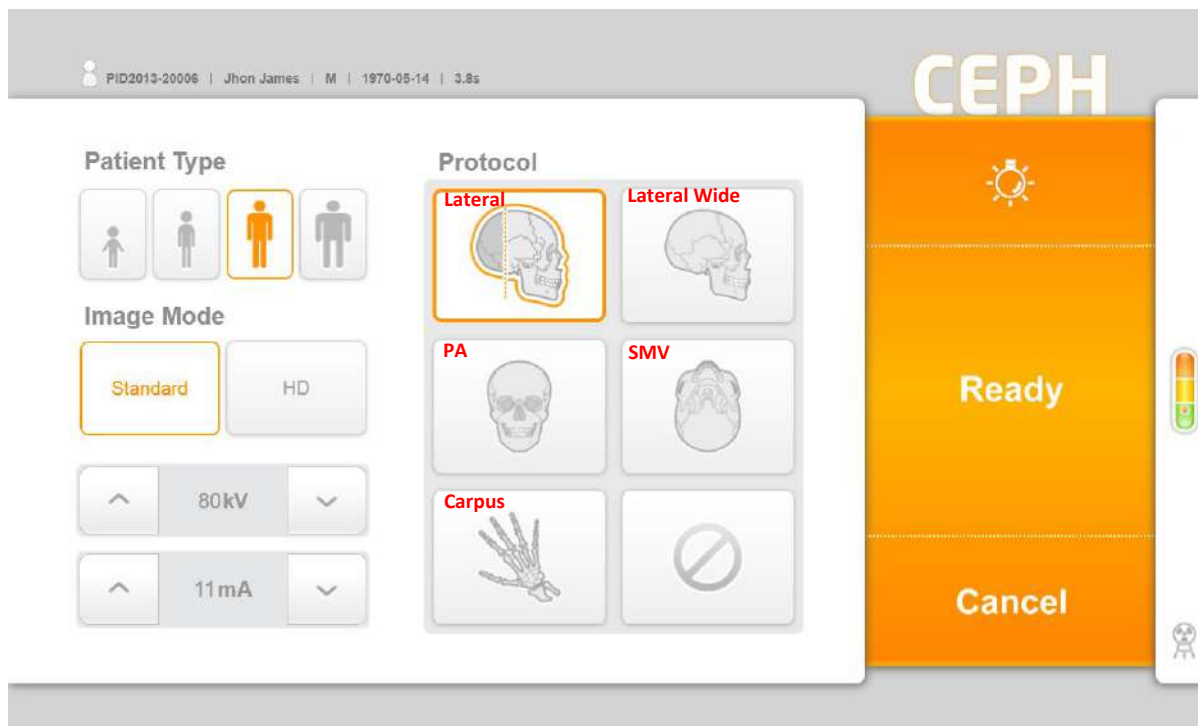 PID2013-20006 | Jhon James | M | 1970-05-14 | 3.8s
CEPH
Patient Type
Protocol
Lateral
Lateral Wide
Image Mode
PA
SMV
Standard
HD
Ready
80kV
Carpus
11mA
Cancel